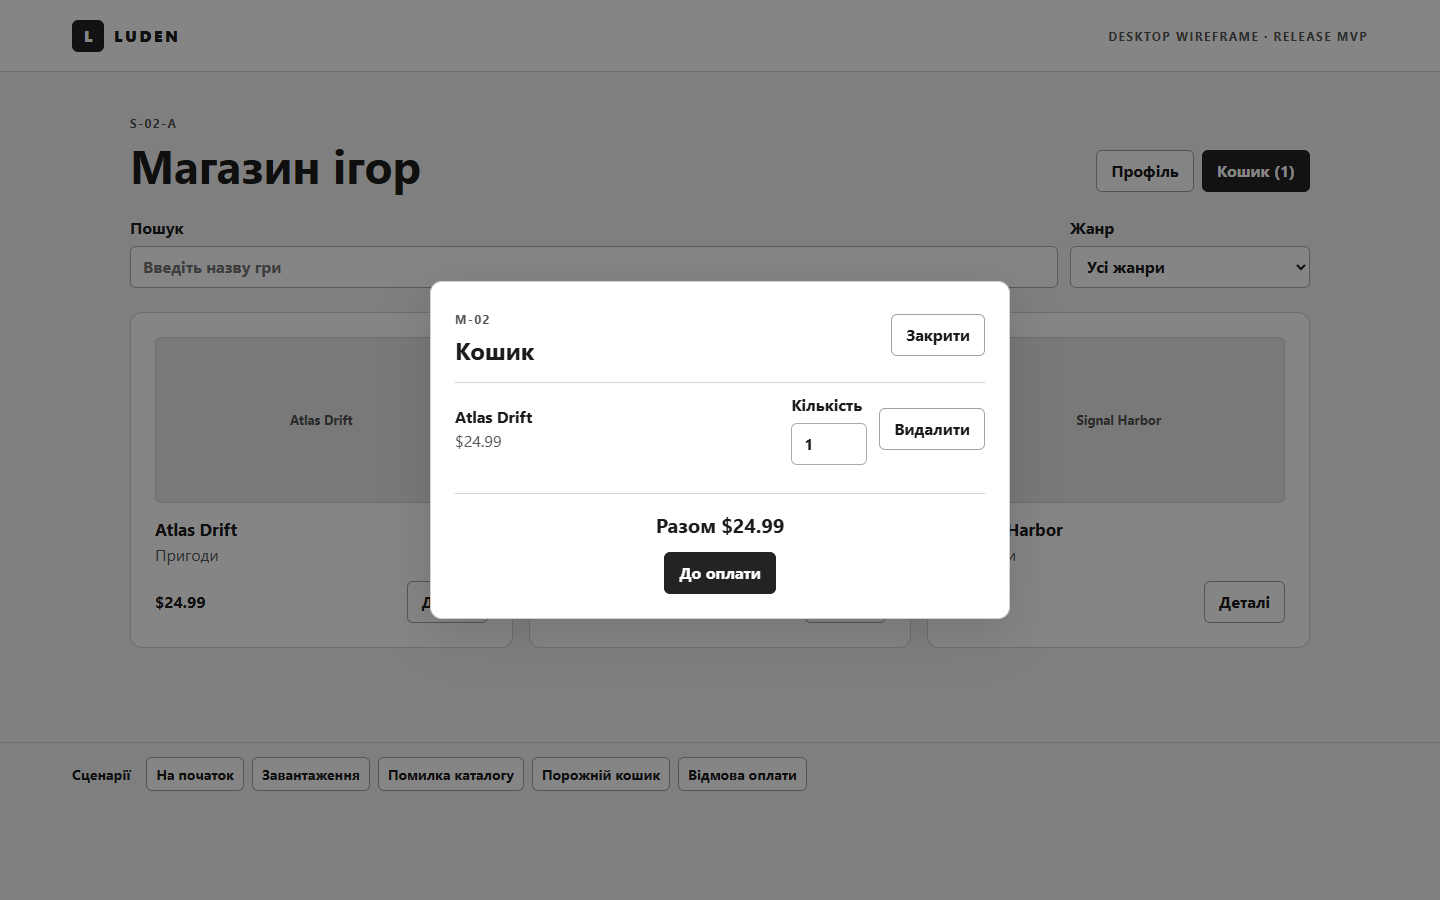 L LUDEN
DESKTOP WIREFRAME · RELEASE MVP
S-02-A
Магазин ігор
Профіль
Кошик (1)
Пошук
Введіть назву гри
Жанр
Усі жанри
M-02
Кошик
Закрити
Atlas Drift
$24.99
Кількість
1
Видалити
Разом $24.99
До оплати
Atlas Drift
Atlas Drift
Пригоди
$24.99
Signal Harbor
Harbor
Деталі
Сценарії
На початок
Завантаження
Помилка каталогу
Порожній кошик
Відмова оплати